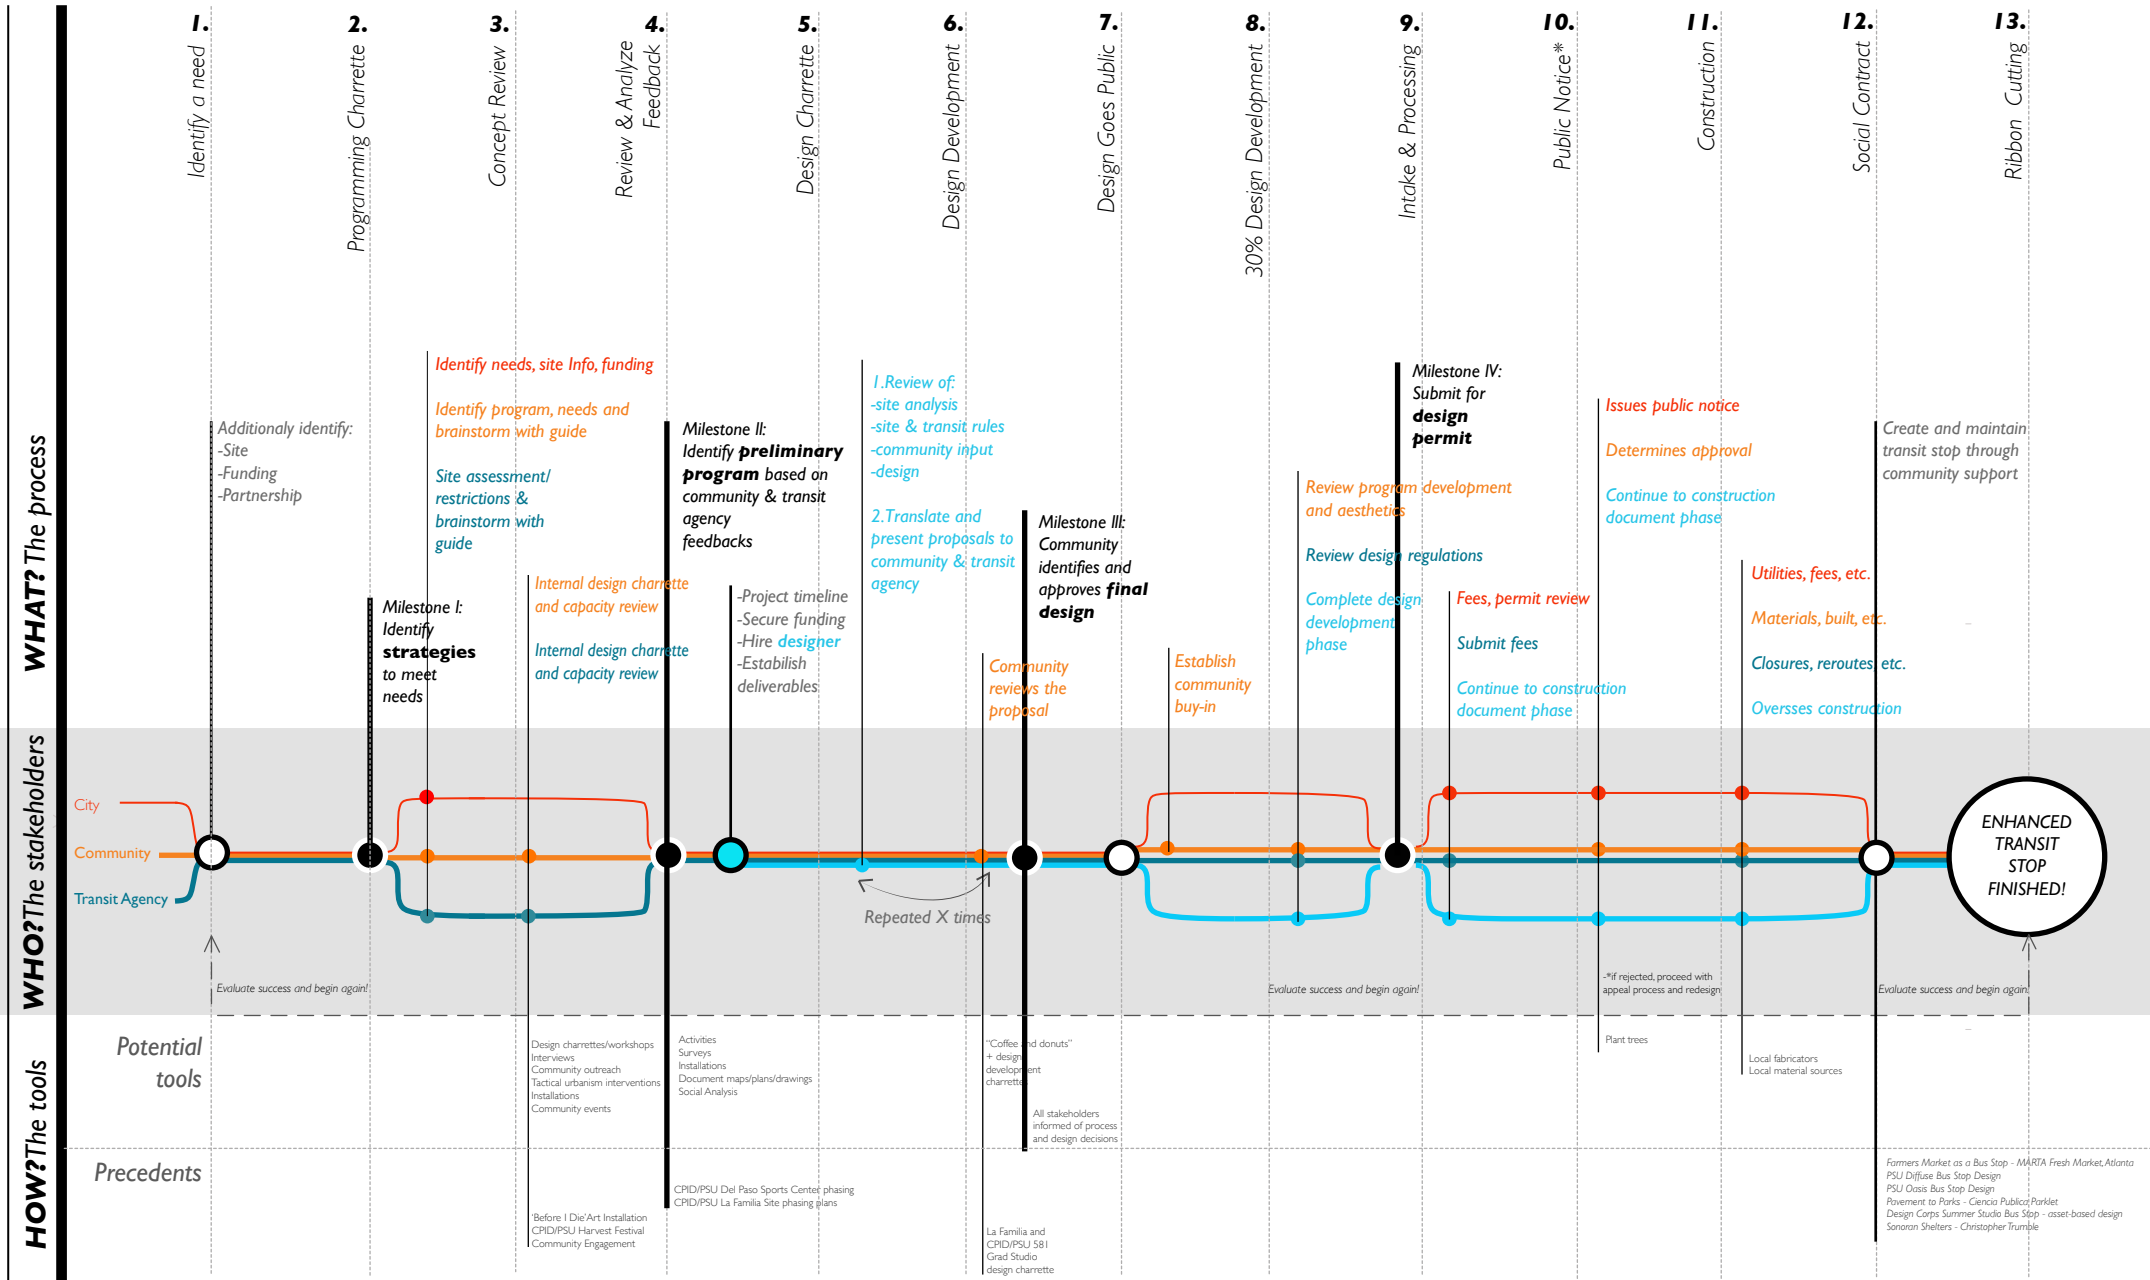 1.
Identify a need
2.
Programming Charrette
3.
Concept Review
4.
Review & Analyze
Feedback
5.
Design Charrette
6.
Design Development
7.
Design Goes Public
8.
30% Design Development
9.
Intake & Processing
10.
Public Notice*
11.
Construction
12.
Social Contract
13.
Ribbon Cutting
WHAT? The process
Additionaly identify:
-Site
-Funding
-Partnership
Milestone I:
Identify
strategies
to meet
needs
Identify needs, site Info, funding
Identify program, needs and
brainstorm with guide
Site assessment/
restrictions &
brainstorm with
guide
Internal design charrette
and capacity review
Internal design charrette
and capacity review
Milestone II:
Identify preliminary
program based on
community & transit
agency
feedbacks
-Project timeline
-Secure funding
-Hire designer
-Estabilish
deliverables
1.Review of:
-site analysis
-site & transit rules
-community input
-design
2.Translate and
present proposals to
community & transit
agency
Community
reviews the
proposal
Milestone III:
Community
identifies and
approves final
design
Establish
community
buy-in
Review program development
and aesthetics
Review design regulations
Complete design
development
phase
Milestone IV:
Submit for
design
permit
Fees, permit review
Submit fees
Continue to construction
document phase
Issues public notice
Determines approval
Continue to construction
document phase
Utilities, fees, etc.
Materials, built, etc.
Closures, reroutes, etc.
Oversses construction
Create and maintain
transit stop through
community support
WHO?The stakeholders
City
Community
Transit Agency
Repeated X times
ENHANCED
TRANSIT
STOP
FINISHED!
Evaluate success and begin again!
Evaluate success and begin again!
-*if rejected, proceed with
appeal process and redesign
Evaluate success and begin again!
HOW?The tools
Potential
tools
Design charrettes/workshops
Interviews
Community outreach
Tactical urbanism interventions
Installations
Community events
Activities
Surveys
Installations
Document maps/plans/drawings
Social Analysis
"Coffee and donuts"
+ design
development
charrettes
All stakeholders
informed of process
and design decisions
Plant trees
Local fabricators
Local material sources
Precedents
'Before I Die' Art Installation
CPID/PSU Harvest Festival
Community Engagement
CPID/PSU Del Paso Sports Center phasing
CPID/PSU La Familia Site phasing plans
La Familia and
CPID/PSU 581
Grad Studio
design charrette
Farmers Market as a Bus Stop - MARTA Fresh Market, Atlanta
PSU Diffuse Bus Stop Design
PSU Oasis Bus Stop Design
Pavement to Parks - Ciencia Publica: Parklet
Design Corps Summer Studio Bus Stop - asset-based design
Sonoran Shelters - Christopher Trumble